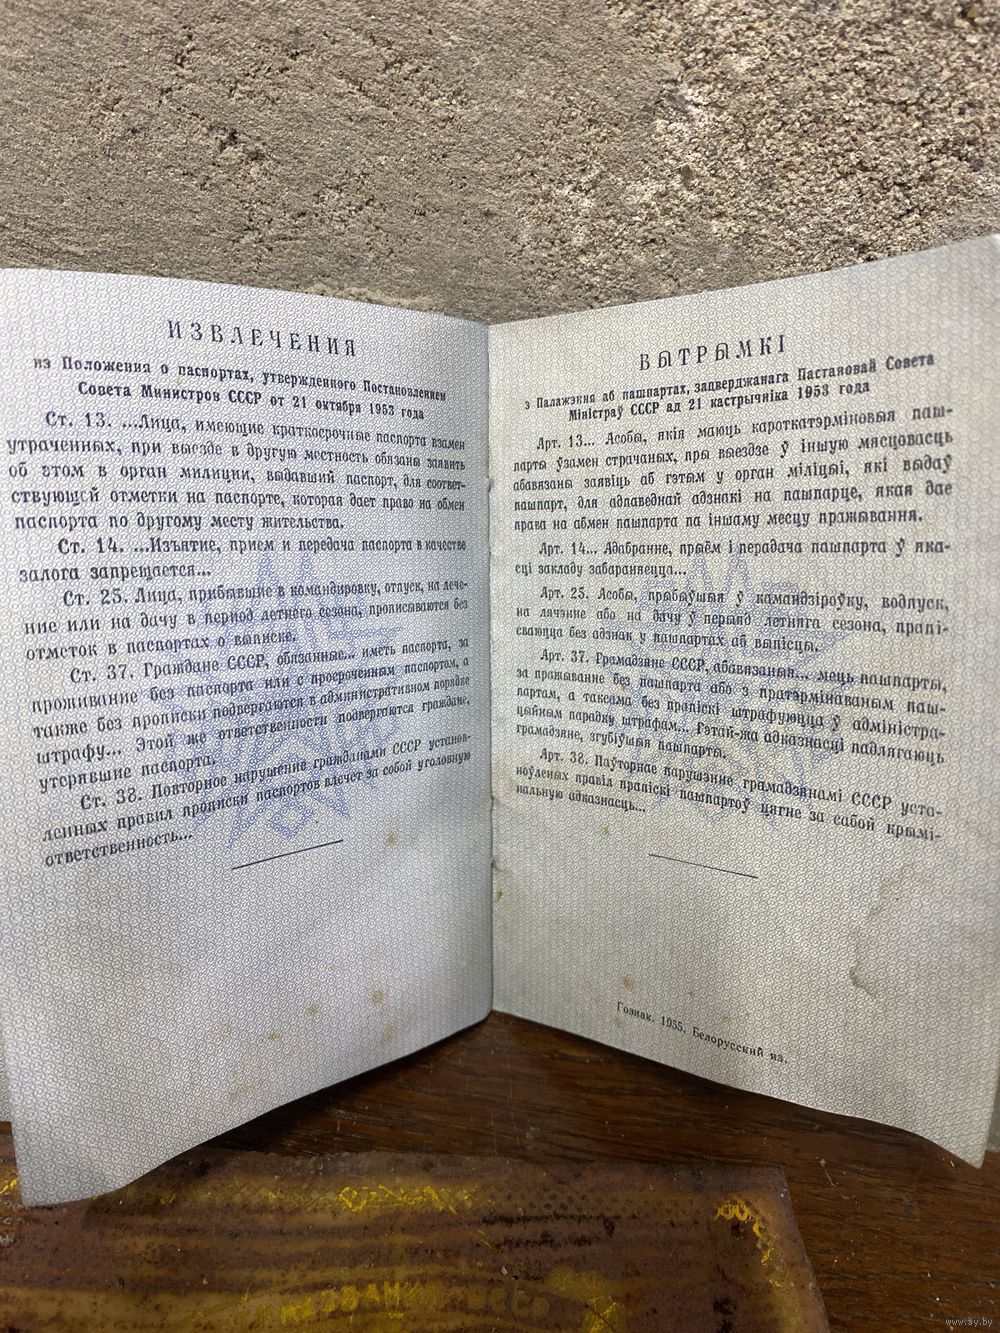 ИЗВЛЕЧЕНИЯ
из Положения о паспортах, утвержденного Постановлением
Совета Министров СССР от 21 октября 1953 года
Ст. 13. ...Лица, имеющие краткосрочные паспорта взамен
утраченных, при выезде в другую местность обязаны заявить
об этом в орган милиции, выдавший паспорт, для соответ-
ствующей отметки на паспорте, которая дает право на обмен
паспорта по другому месту жительства.
Ст. 14. ...Изъятие, прием и передача паспорта в качестве
залога запрещается...
Ст. 25. Лица, прибывшие в командировку, отпуск, на лече-
ние или на дачу в период летнего сезона, прописываются без
отметок в паспортах о выписке.
Ст. 37. Граждане СССР, обязанные... иметь паспорта, за
проживание без паспорта или с просроченным паспортом, а
также без прописки подвергаются в административном порядке
штрафу... Этой же ответственности подвергаются граждане,
утерявшие паспорта.
Ст. 38. Повторное нарушение гражданами СССР установ-
ленных правил прописки паспортов влечет за собой уголовную
ответственность...
ВЫТРЫМКІ
з Палажэння аб пашпартах, зацверджанага Пастановай Совета
Міністраў СССР ад 21 кастрычніка 1953 года
Арт. 13... Асобы, якія маюць кароткатэрміновыя паш-
парты ўзамен страчаных, пры выездзе ў іншую мясцовасць
абавязаны заявіць аб гэтым у орган міліцыі, які выдаў
пашпарт, для адпаведнай адзнакі на пашпарце, якая дае
права на абмен пашпарта па іншаму месцу пражывання.
Арт. 14... Адабранне, прыём і перадача пашпарта ў яка-
сці закладу забараняецца...
Арт. 25. Асобы, прыбыўшыя ў камандзіроўку, водпуск,
на лячэнне або на дачу ў перыяд летняга сезона, прапі-
сваюцца без адзнак у пашпартах аб выпісцы.
Арт. 37. Грамадзяне СССР, абавязаныя... мець пашпарты,
за пражыванне без пашпарта або з пратэрмінаваным паш-
партам, а таксама без прапіскі штрафуюцца ў адміністра-
цыйным парадку штрафам... Гэтай-жа адказнасці падлягаюць
грамадзяне, згубіўшыя пашпарты.
Арт. 38. Паўторнае парушэнне грамадзянамі СССР уста-
ноўленых правіл прапіскі пашпартоў цягне за сабой крымі-
нальную адказнасць...
Гознак. 1955. Белорусский яз.
www.ay.by